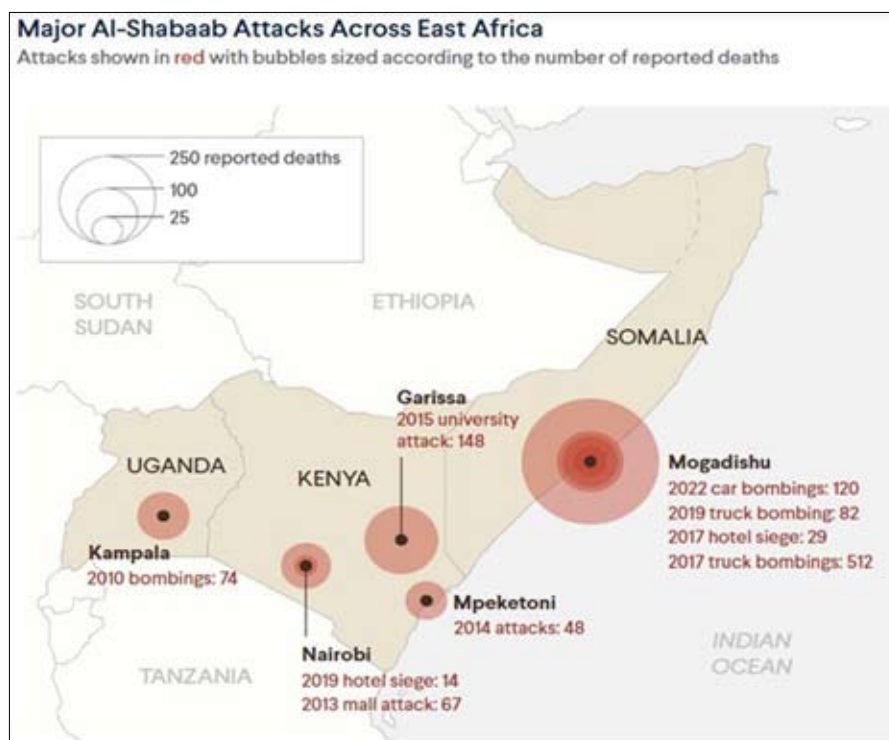 Major Al-Shabaab Attacks Across East Africa
Attacks shown in red with bubbles sized according to the number of reported deaths
250 reported deaths
100
25
SOUTH
SUDAN
ETHIOPIA
SOMALIA
Garissa
2015 university
attack: 148
UGANDA
KENYA
Mogadishu
2022 car bombings: 120
2019 truck bombing: 82
2017 hotel siege: 29
2017 truck bombings: 512
Kampala
2010 bombings: 74
Mpeketoni
2014 attacks: 48
Nairobi
2019 hotel siege: 14
2013 mall attack: 67
TANZANIA
INDIAN
OCEAN